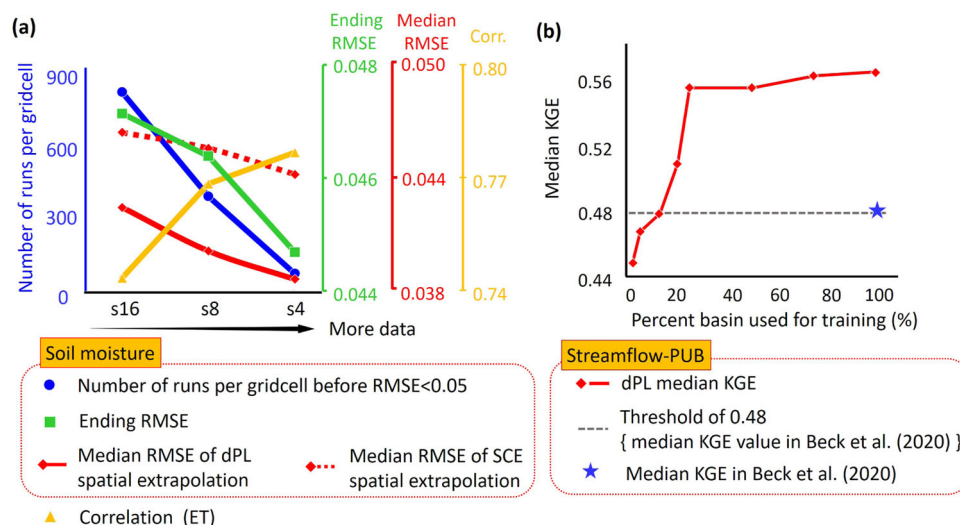 (a)
Ending
RMSE
Median
RMSE
Corr.
Number of runs per gridcell
900
600
300
0
0.048
0.046
0.044
0.050
0.044
0.038
0.80
0.77
0.74
s16
s8
s4
More data
Soil moisture
Number of runs per gridcell before RMSE<0.05
Ending RMSE
Median RMSE of dPL
spatial extrapolation
Median RMSE of SCE
spatial extrapolation
Correlation (ET)
(b)
Median KGE
0.56
0.52
0.48
0.44
0
20
40
60
80
100
Percent basin used for training (%)
Streamflow-PUB
dPL median KGE
Threshold of 0.48
{ median KGE value in Beck et al. (2020) }
Median KGE in Beck et al. (2020)